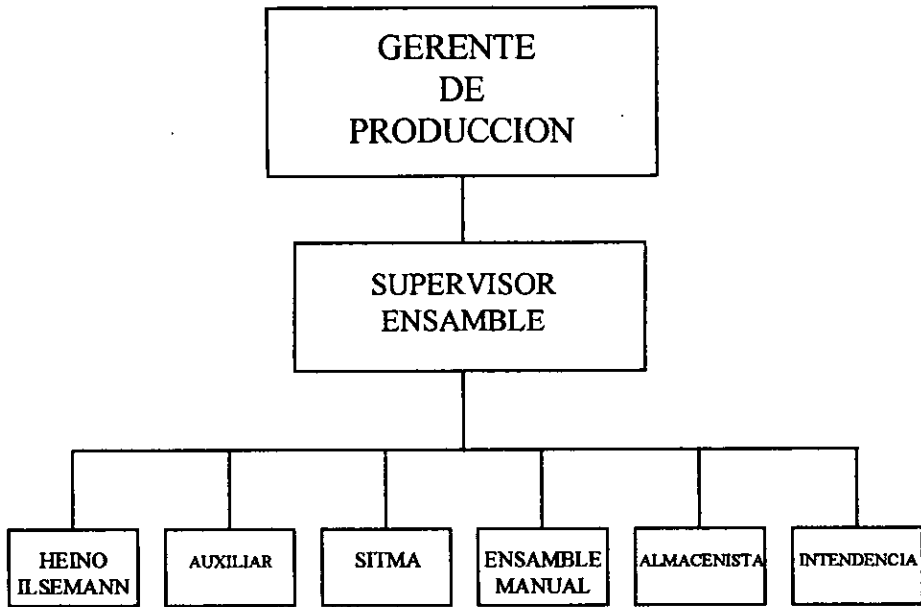 GERENTE
DE
PRODUCCION
SUPERVISOR
ENSAMBLE
HEINO
ILSEMANN
AUXILIAR
SITMA
ENSAMBLE
MANUAL
ALMACENISTA
INTENDENCIA